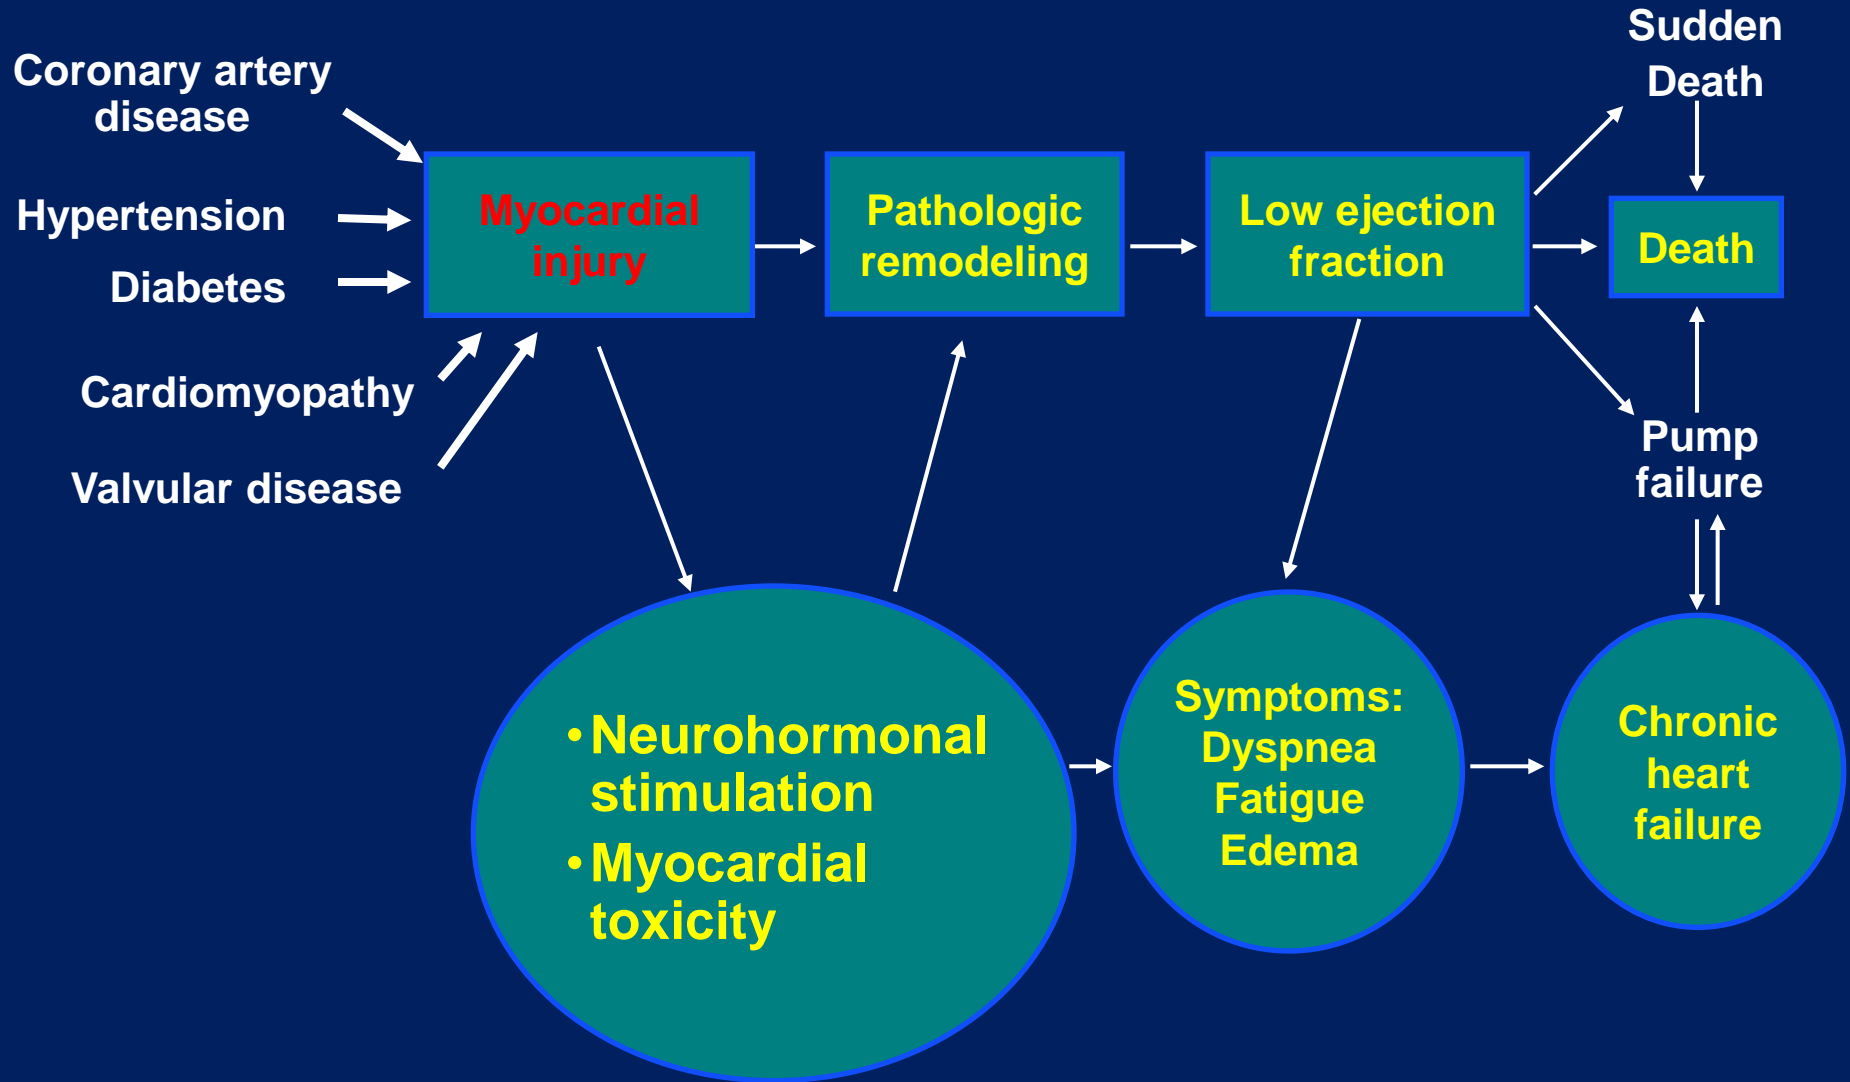 Coronary artery
disease
Hypertension
Diabetes
Cardiomyopathy
Valvular disease
Myocardial
injury
Pathologic
remodeling
Low ejection
fraction
Sudden
Death
Death
Pump
failure
•Neurohormonal
stimulation
•Myocardial
toxicity
Symptoms:
Dyspnea
Fatigue
Edema
Chronic
heart
failure